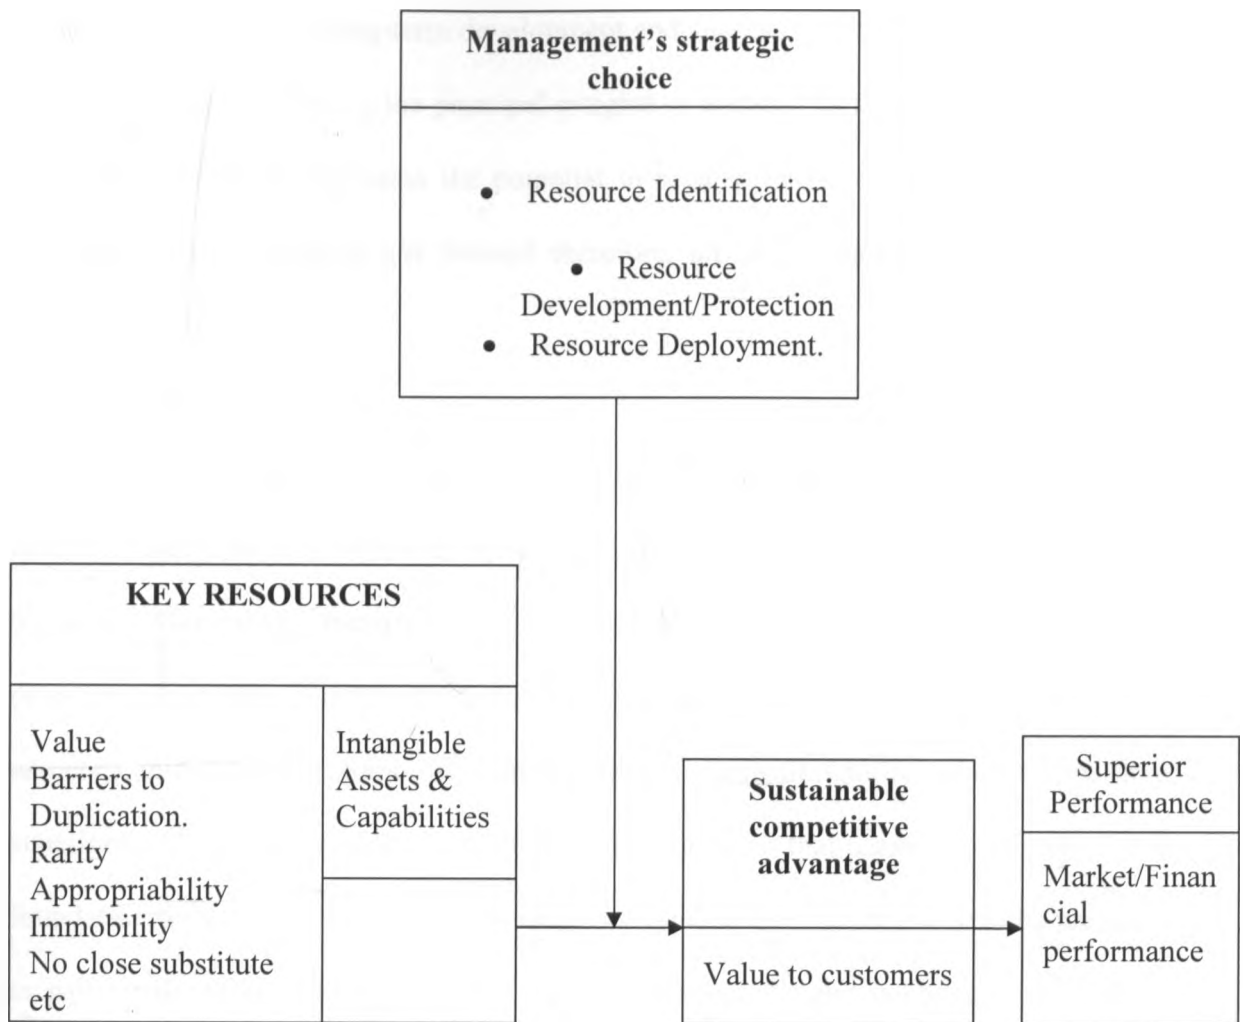 Management’s strategic
choice
• Resource Identification
• Resource
Development/Protection
• Resource Deployment.
KEY RESOURCES
Value
Barriers to
Duplication.
Rarity
Appropriability
Immobility
No close substitute
etc
Intangible
Assets &
Capabilities
Sustainable
competitive
advantage
Value to customers
Superior
Performance
Market/Finan
cial
performance